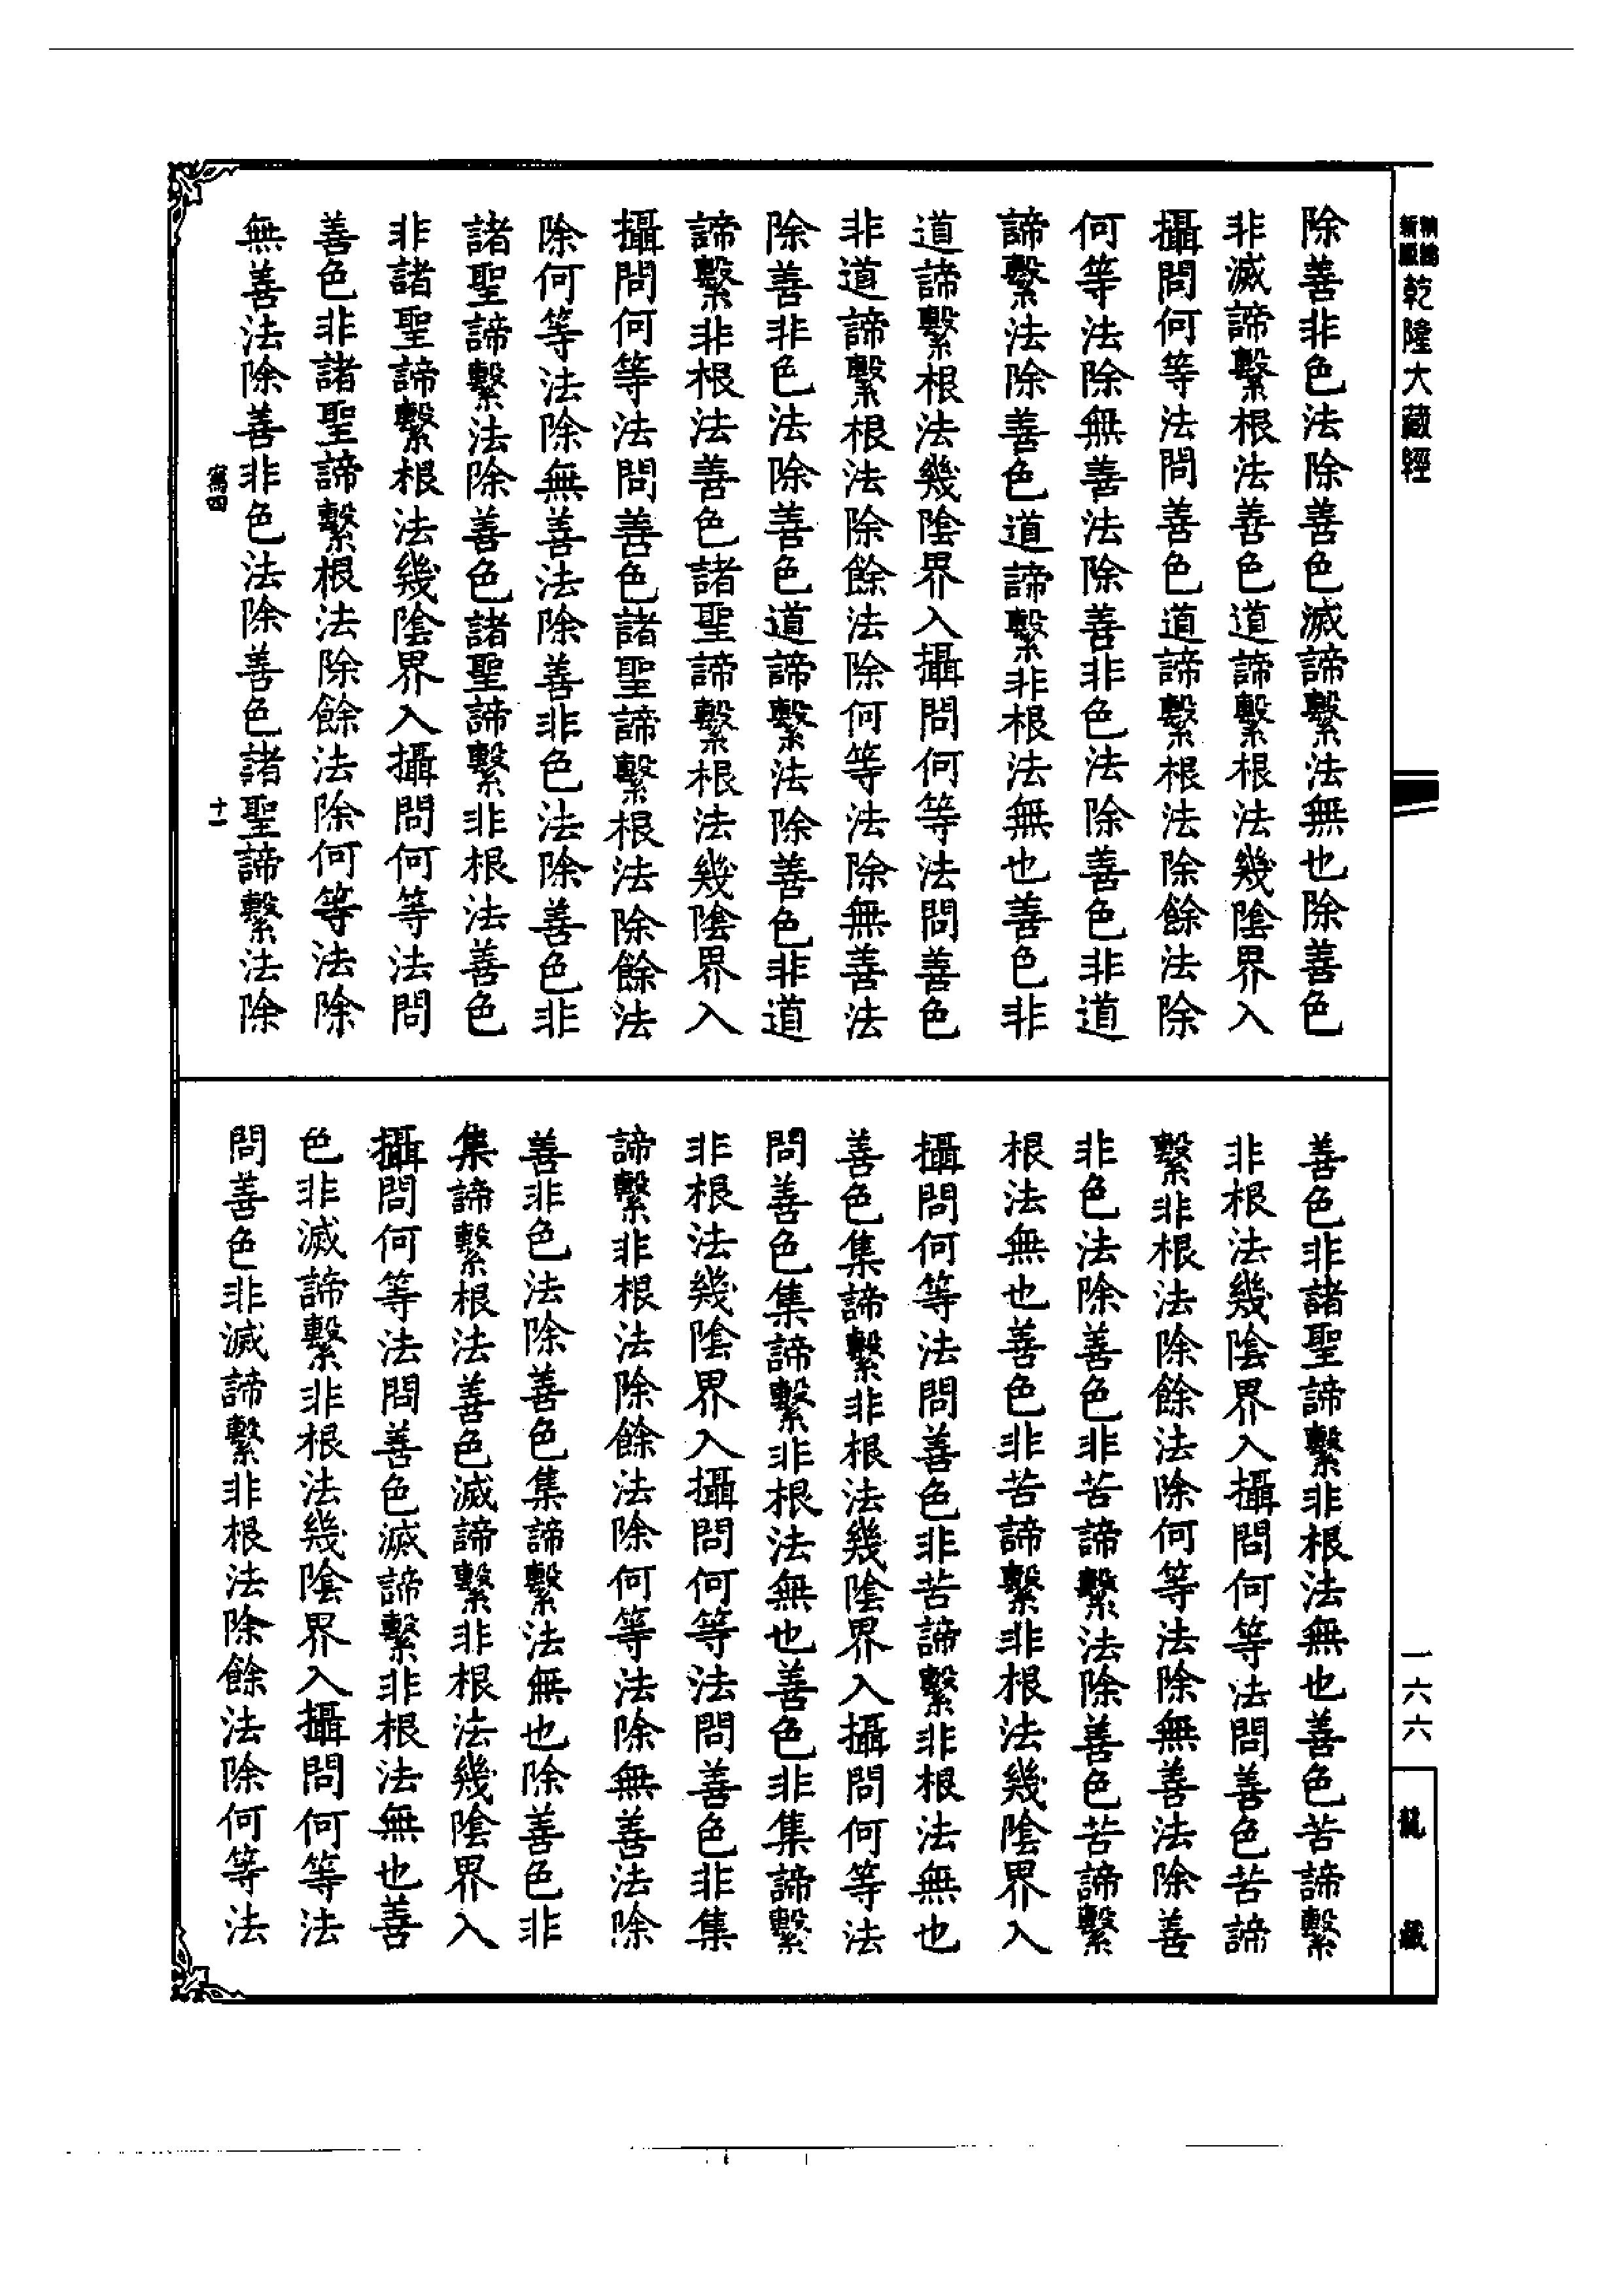 乾隆大藏經
一六六
除善非色法除善色滅諦繫法無也除善色
非滅諦繫根法善色道諦繫根法幾陰界入
攝問何等法問善色道諦繫根法除餘法除
何等法除無善法除善非色法除善色非道
諦繫法除善色道諦繫非根法無也善色非
道諦繫根法幾陰界入攝問何等法問善色
非道諦繫根法除餘法除何等法除無善法
除善非色法除善色道諦繫法除善色非道
諦繫非根法善色諸聖諦繫根法幾陰界入
攝問何等法問善色諸聖諦繫根法除餘法
除何等法除無善法除善非色法除善色非
諸聖諦繫法除善色諸聖諦繫非根法善色
非諸聖諦繫根法幾陰界入攝問何等法問
善色非諸聖諦繫根法除餘法除何等法除
無善法除善非色法除善色諸聖諦繫法除
四
十一
善色非諸聖諦繫非根法無也善色苦諦繫
非根法幾陰界入攝問何等法問善色苦諦
繫非根法除餘法除何等法除無善法除善
非色法除善色非苦諦繫法除善色苦諦繫
根法無也善色非苦諦繫非根法幾陰界入
攝問何等法問善色非苦諦繫非根法無也
善色集諦繫非根法幾陰界入攝問何等法
問善色集諦繫非根法無也善色非集諦繫
非根法幾陰界入攝問何等法問善色非集
諦繫非根法除餘法除何等法除無善法除
善非色法除善色集諦繫法無也除善色非
集諦繫根法善色滅諦繫非根法幾陰界入
攝問何等法問善色滅諦繫非根法無也善
色非滅諦繫非根法幾陰界入攝問何等法
問善色非滅諦繫非根法除餘法除何等法